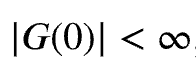 |G(0)| < ∞,